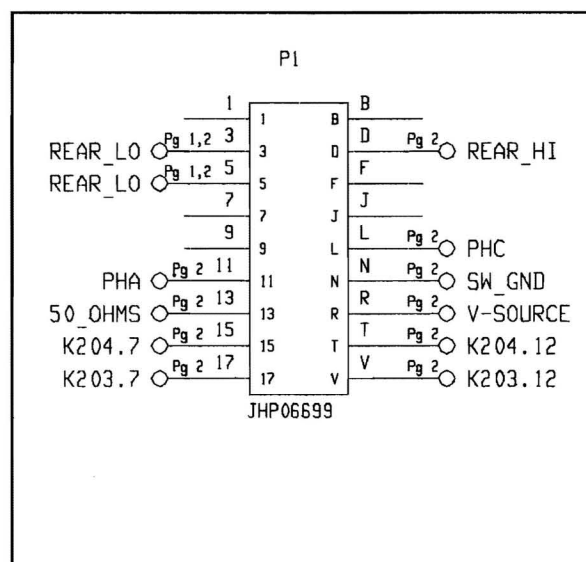 P1
1 1 B B
REAR_LO Pg 1,2 3 3 D D Pg 2 REAR_HI
REAR_LO Pg 1,2 5 5 F F
7 7 J J
9 9 L L Pg 2 PHC
PHA Pg 2 11 11 N N Pg 2 SW_GND
50_OHMS Pg 2 13 13 R R Pg 2 V-SOURCE
K204.7 Pg 2 15 15 T T Pg 2 K204.12
K203.7 Pg 2 17 17 V V Pg 2 K203.12
JHP06699